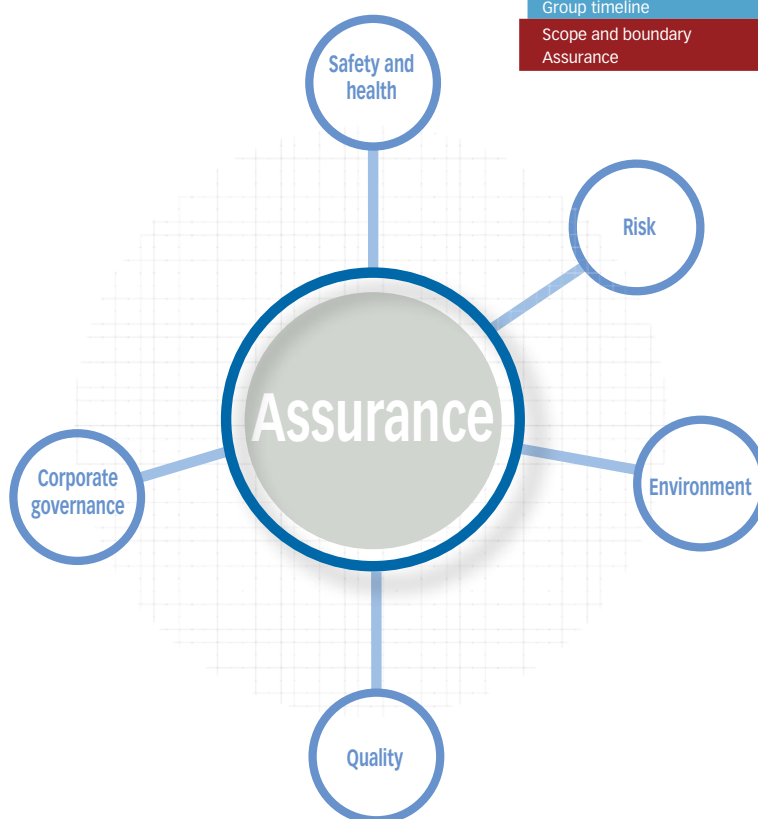 Group timeline
Scope and boundary
Assurance
Safety and
health
Risk
Assurance
Corporate
governance
Environment
Quality